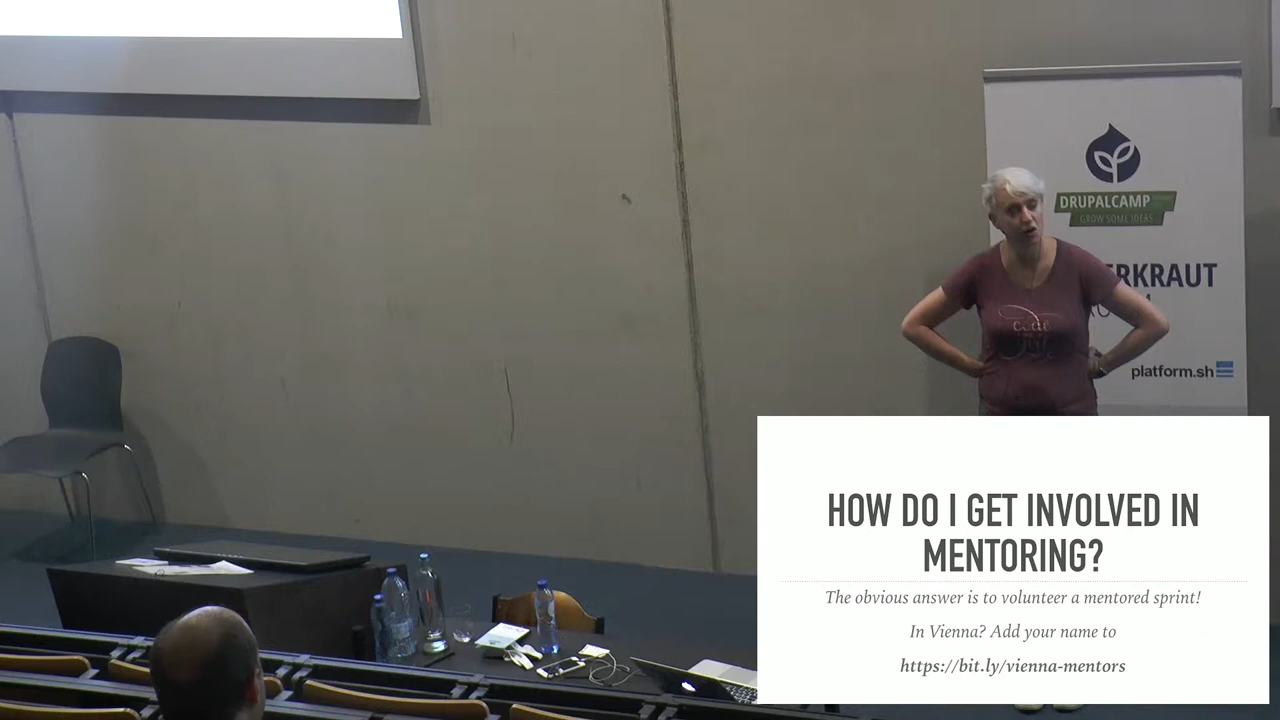 DRUPALCAMP
GROW SOME IDEAS
ERKRAUT
platform.sh
code
HOW DO I GET INVOLVED IN
MENTORING?
The obvious answer is to volunteer a mentored sprint!
In Vienna? Add your name to
https://bit.ly/vienna-mentors